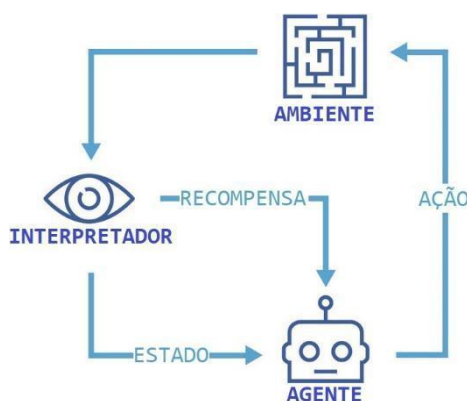 AMBIENTE
RECOMPENSA
AÇÃO
INTERPRETADOR
ESTADO
AGENTE